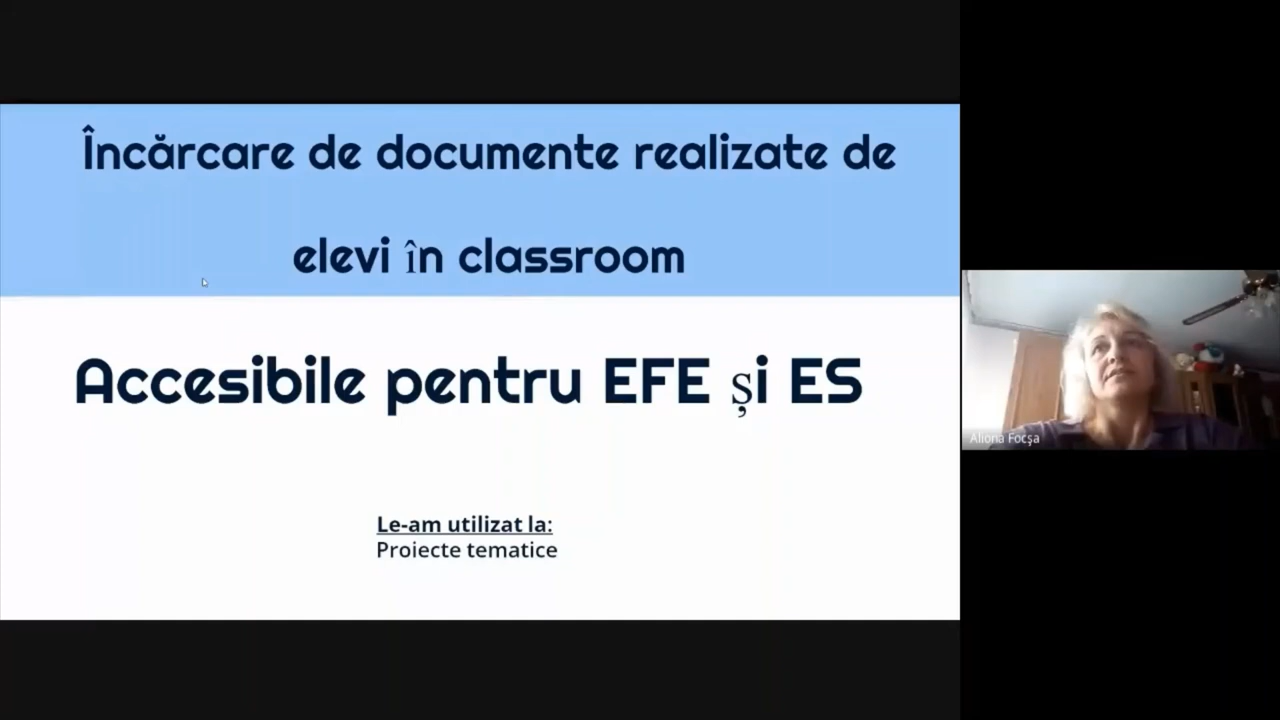 Încărcare de documente realizate de
elevi în classroom
Accesibile pentru EFE și ES
Le-am utilizat la:
Proiecte tematice
Aliona Focșa